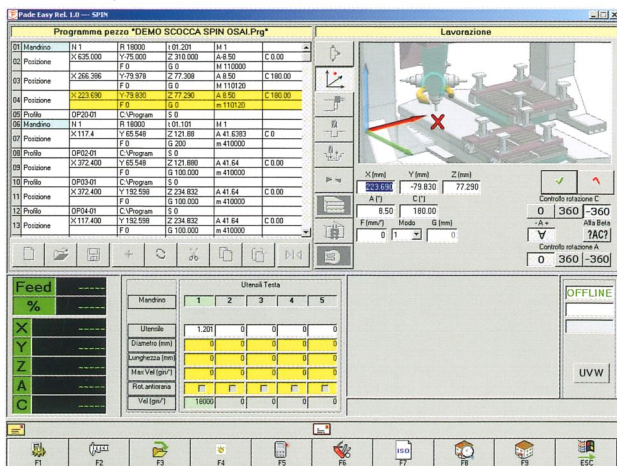 Pade Easy Rel. 1.0 --- SPIN
Programma pezzo "DEMO SCOCCA SPIN OSAI.Prg"
Lavorazione
01 Mandrino N 1 R 18000 t 01.201 M 1
02 Posizione X 635.000 Y-75.000 Z 310.000 A-8.50 C 0.00
F 0 G 0 M 110000
03 Posizione X 266.386 Y-79.978 Z 77.308 A 8.50 C 180.00
F 0 G 0 M 110120
04 Posizione X 223.690 Y-79.830 Z 77.290 A 8.50 C 180.00
F 0 G 0 m 110120
05 Profilo OP20-01 C:\Program S 0
06 Mandrino N 1 R 18000 t 01.101 M 1
07 Posizione X 117.4 Y 65.548 Z 121.88 A 41.6383 C 0
F 0 G 200 m 410000
08 Profilo OP02-01 C:\Program S 0
09 Posizione X 372.400 Y 65.548 Z 121.880 A 41.64 C 0.00
F 0 G 100.000 m 410000
10 Profilo OP03-01 C:\Program S 0
11 Posizione X 372.400 Y 192.598 Z 234.832 A 41.64 C 0.00
F 0 G 100.000 m 410000
12 Profilo OP04-01 C:\Program S 0
13 Posizione X 117.400 Y 192.598 Z 234.832 A 41.64 C 0.00
F 0 G 100.000 m 410000
X (mm) Y (mm) Z (mm)
223.690 -79.830 77.290
A (°) C (°)
8.50 180.00
F (mm/') Modo G (mm)
0 1 0
Controllo rotazione C
0 360 -360
- A + Alfa Beta
?AC?
Controllo rotazione A
0 360 -360
Feed
%
X
Y
Z
A
C
Utensili Testa
Mandrino 1 2 3 4 5
Utensile 1.201 0 0 0 0
Diametro (mm) 0 0 0 0 0
Lunghezza (mm) 0 0 0 0 0
Max Vel (giri/') 0 0 0 0 0
Rot.antioraria
Vel (giri/') 18000 0 0 0 0
OFFLINE
UVW
ISO
F1 F2 F3 F4 F5 F6 F7 F8 F9 ESC